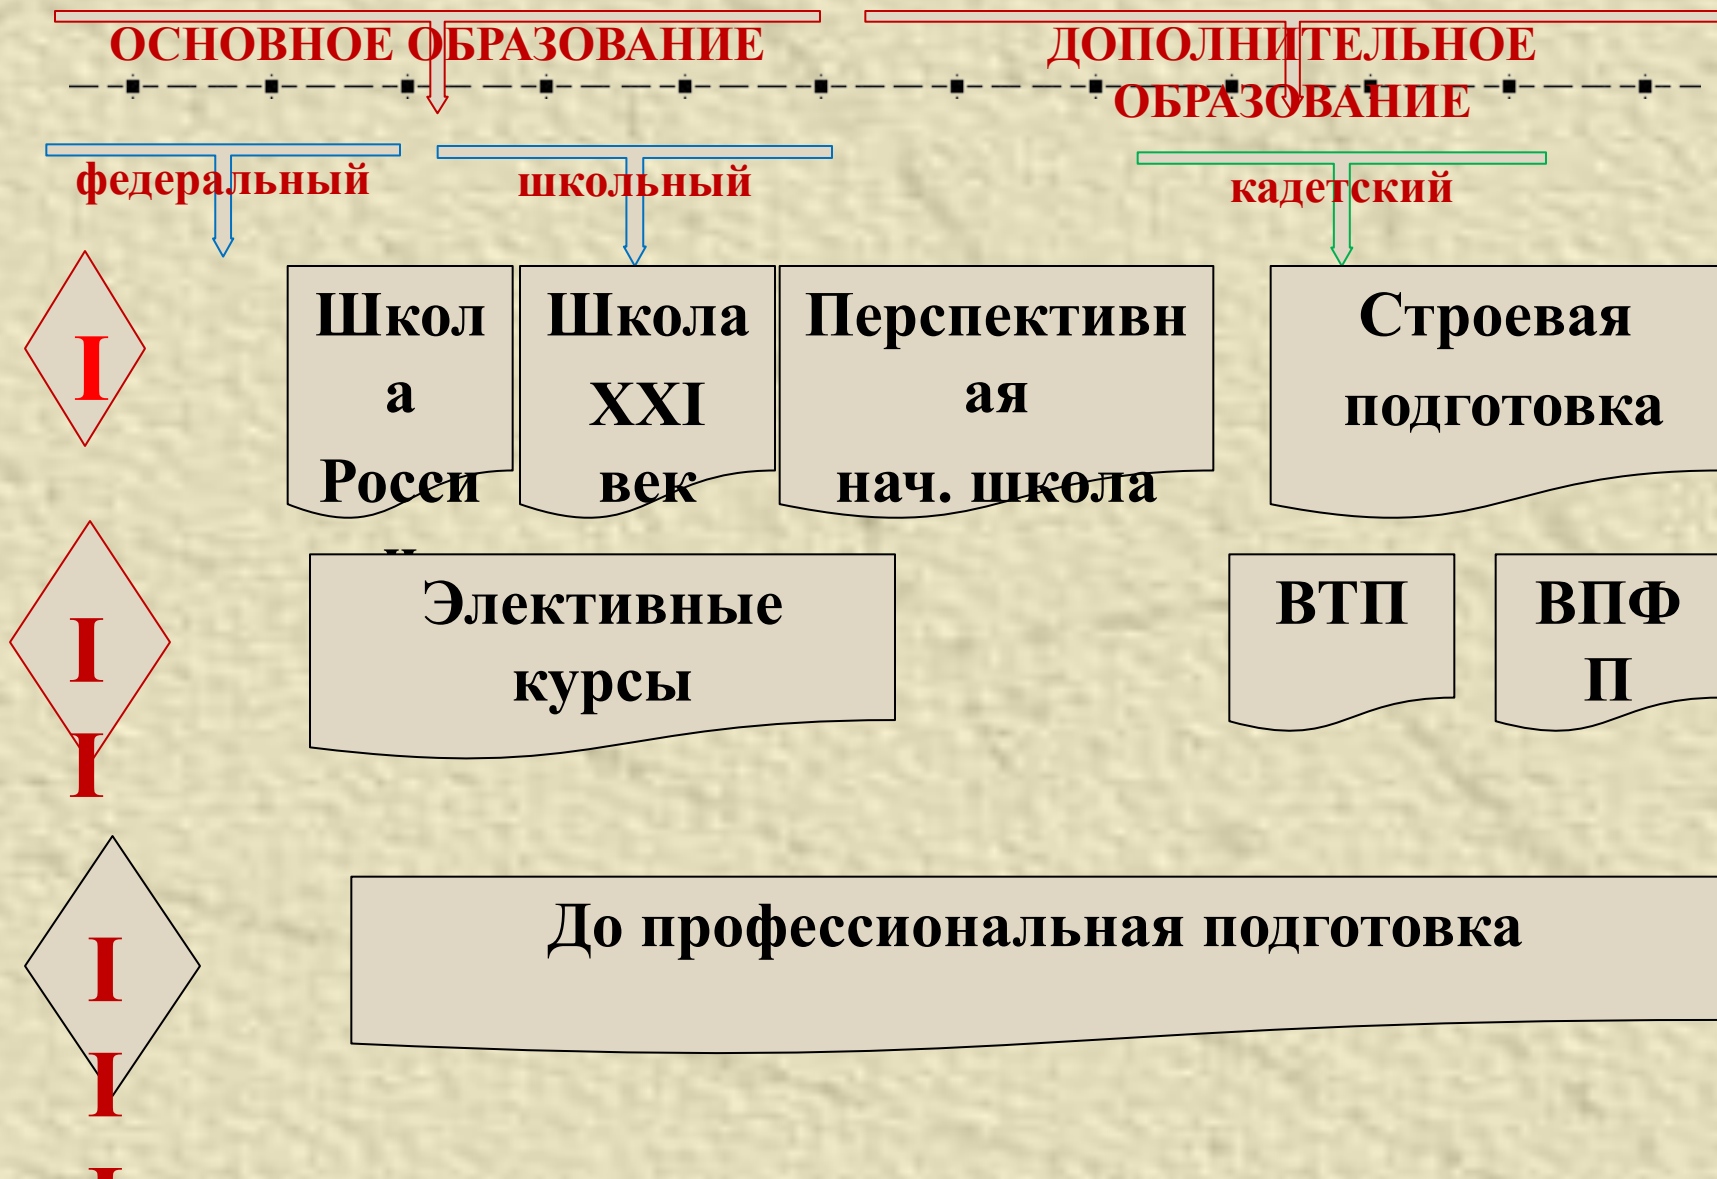 ОСНОВНОЕ ОБРАЗОВАНИЕ
ДОПОЛНИТЕЛЬНОЕ
ОБРАЗОВАНИЕ
федеральный
школьный
кадетский
I
Школ
а
Росси
й
Школа
XXI
век
Перспективн
ая
нач. школа
Строевая
подготовка
I
I
Элективные
курсы
ВТП
ВПФ
П
I
I
I
До профессиональная подготовка